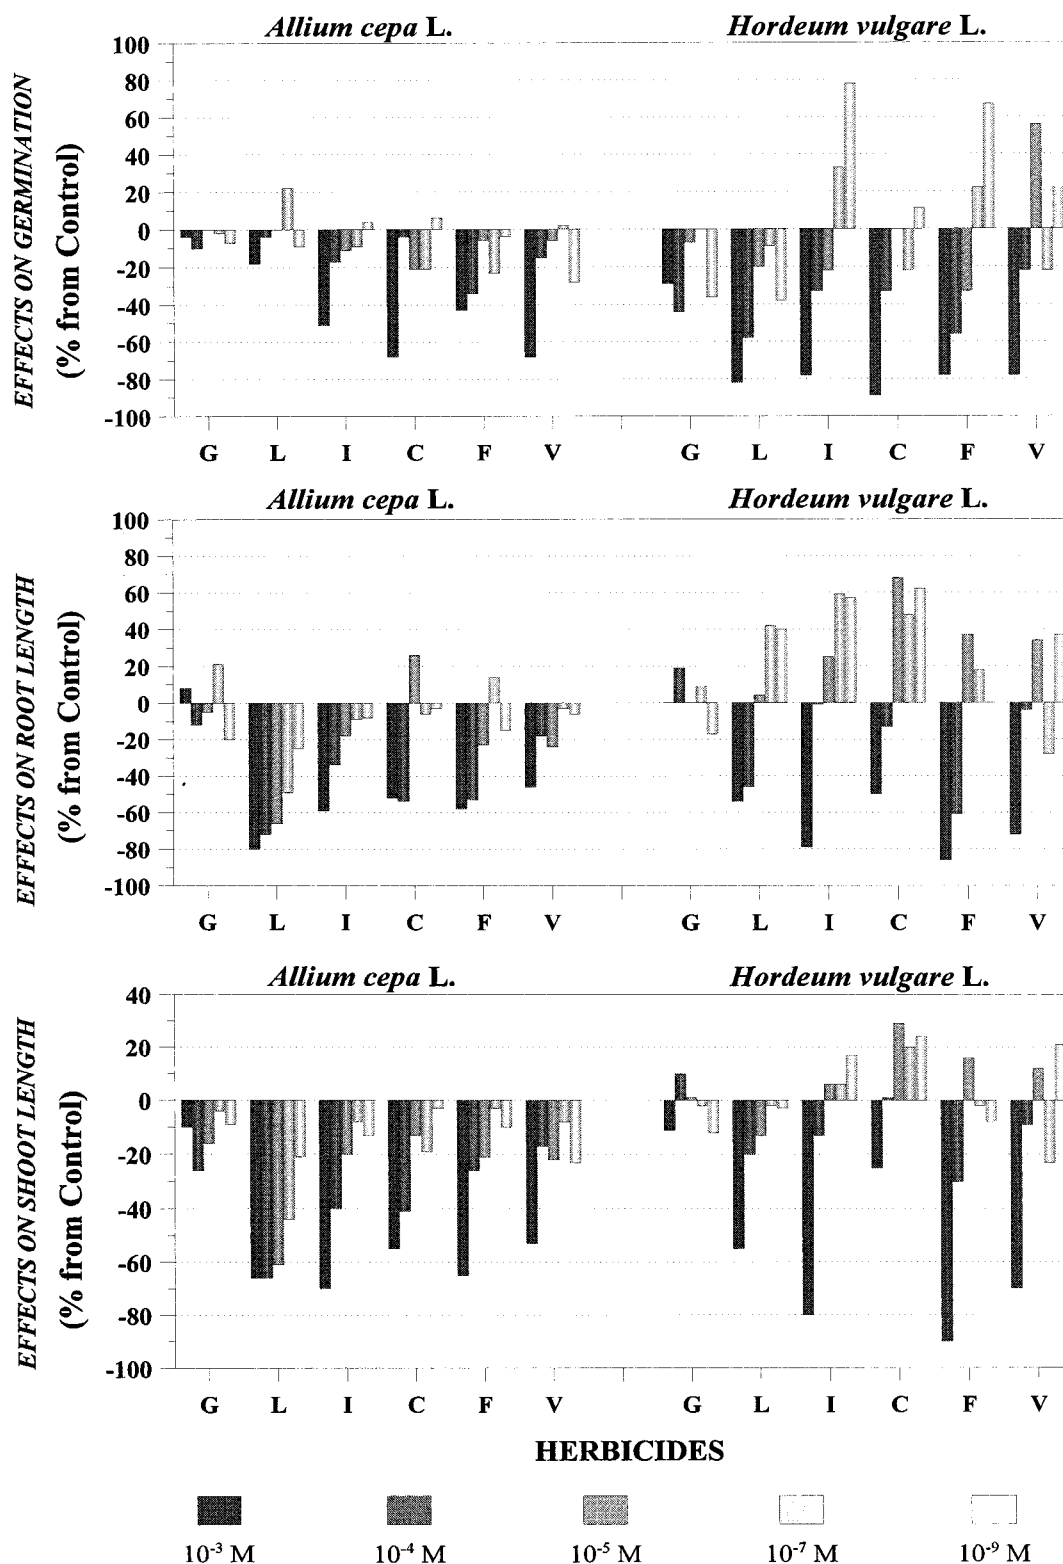 Allium cepa L. Hordeum vulgare L.
EFFECTS ON GERMINATION
(% from Control)
100
80
60
40
20
0
-20
-40
-60
-80
-100
G L I C F V G L I C F V
Allium cepa L. Hordeum vulgare L.
EFFECTS ON ROOT LENGTH
(% from Control)
100
80
60
40
20
0
-20
-40
-60
-80
-100
G L I C F V G L I C F V
Allium cepa L. Hordeum vulgare L.
EFFECTS ON SHOOT LENGTH
(% from Control)
40
20
0
-20
-40
-60
-80
-100
G L I C F V G L I C F V
HERBICIDES
10⁻³ M 10⁻⁴ M 10⁻⁵ M 10⁻⁷ M 10⁻⁹ M